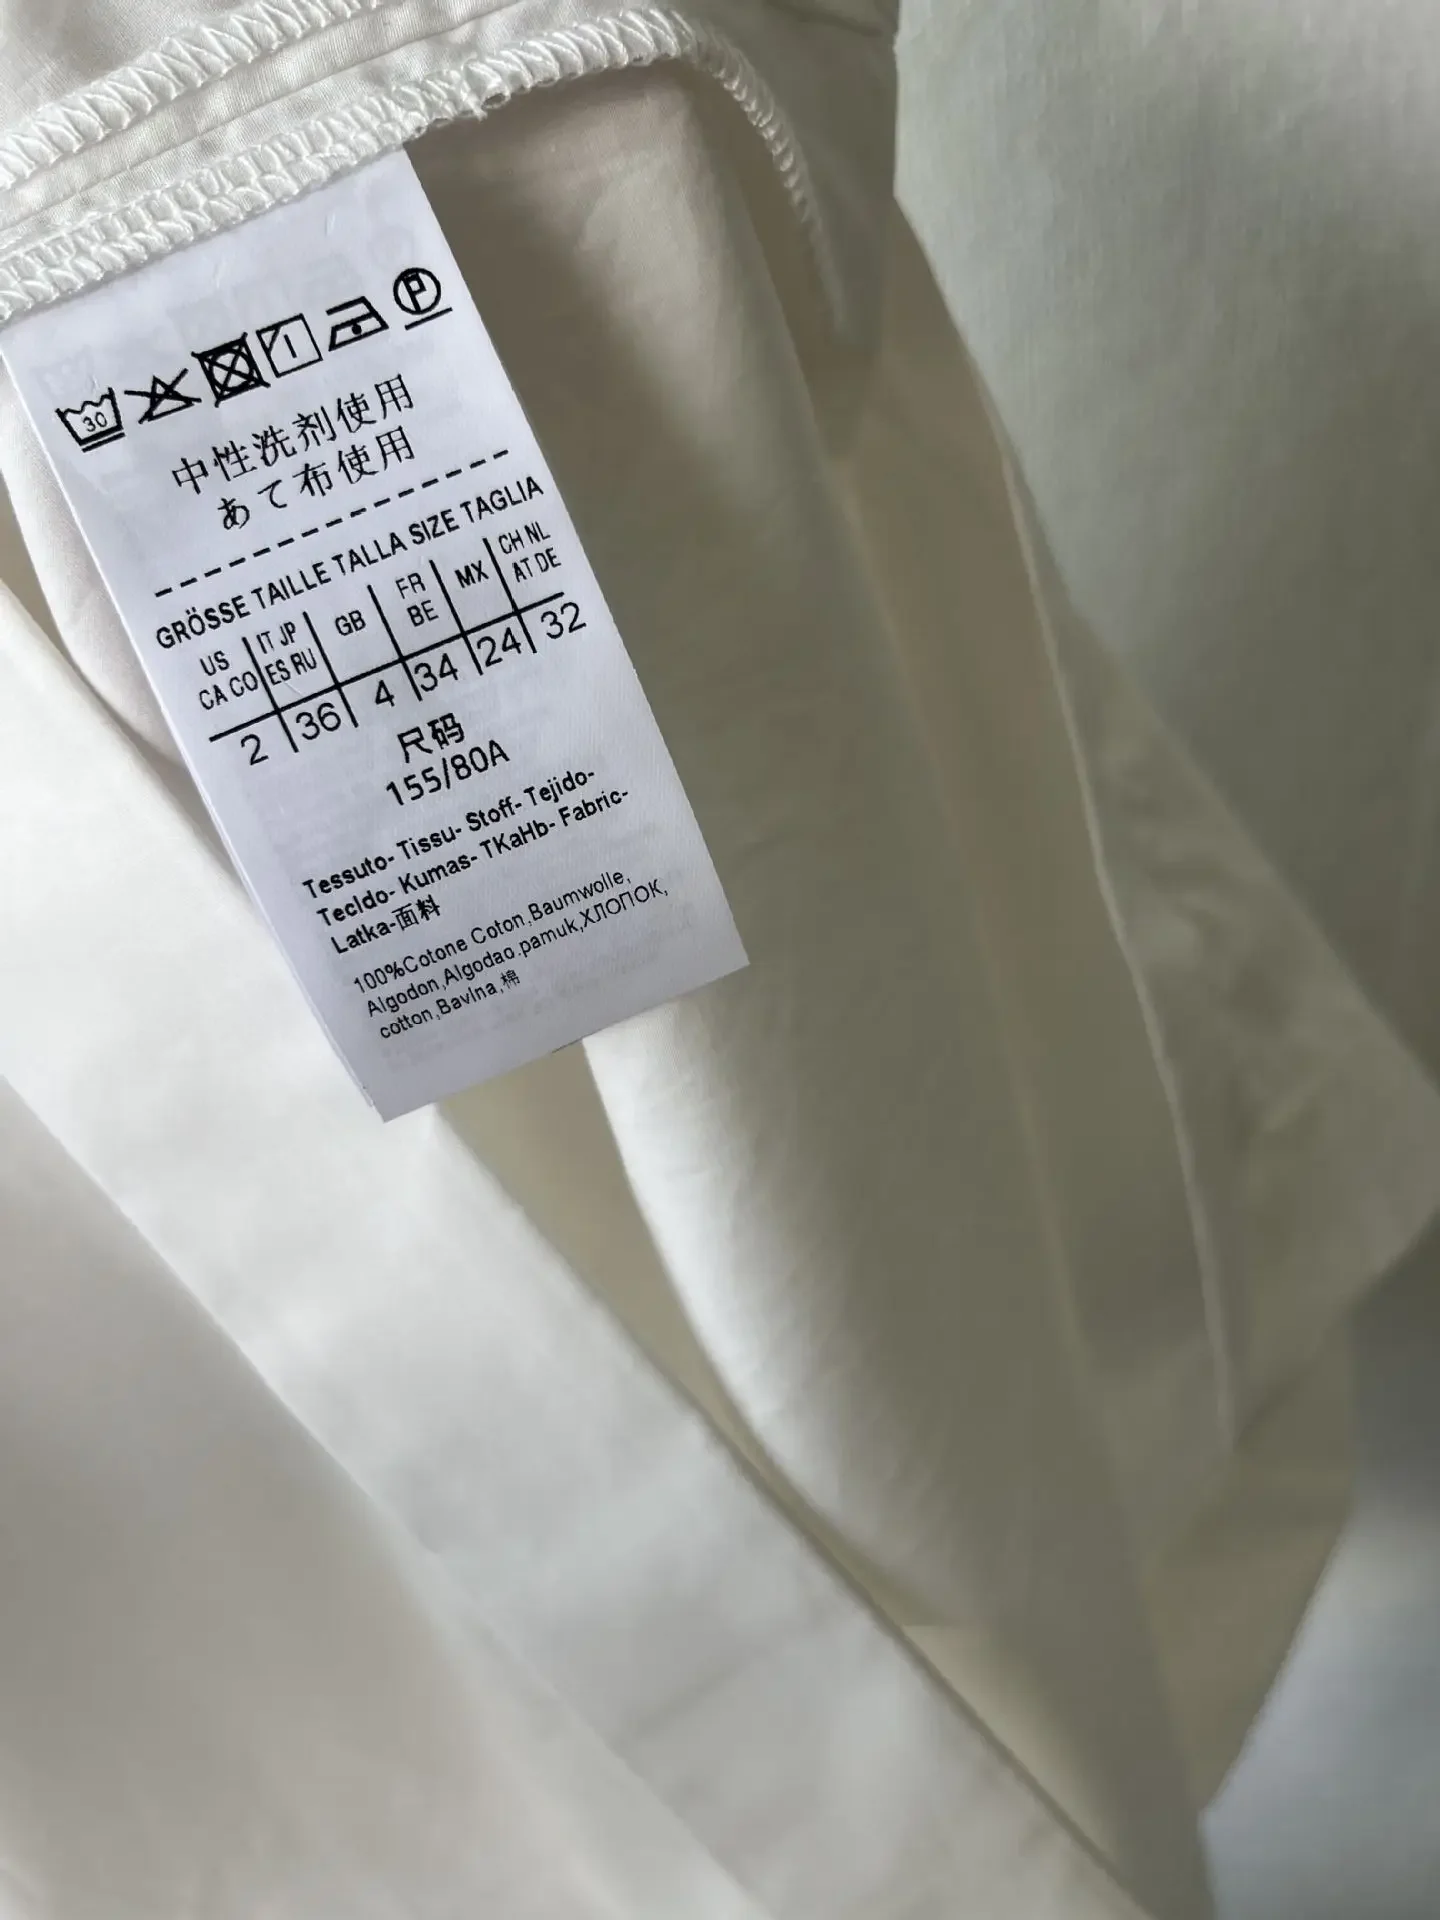 30 P
中性洗剤使用
あて布使用
GRÖSSE TAILLE TALLA SIZE TAGLIA
US CA CO | IT JP ES RU | GB | FR BE | MX | CH NL AT DE
2 | 36 | 4 | 34 | 24 | 32
尺码
155/80A
Tessuto- Tissu- Stoff- Tejido-
Tecldo- Kumas- TKaHb- Fabric-
Latka-面料
100%Cotone Coton,Baumwolle,
Algodon,Algodao.pamuk,ХЛОПОК,
cotton,Bavlna,棉